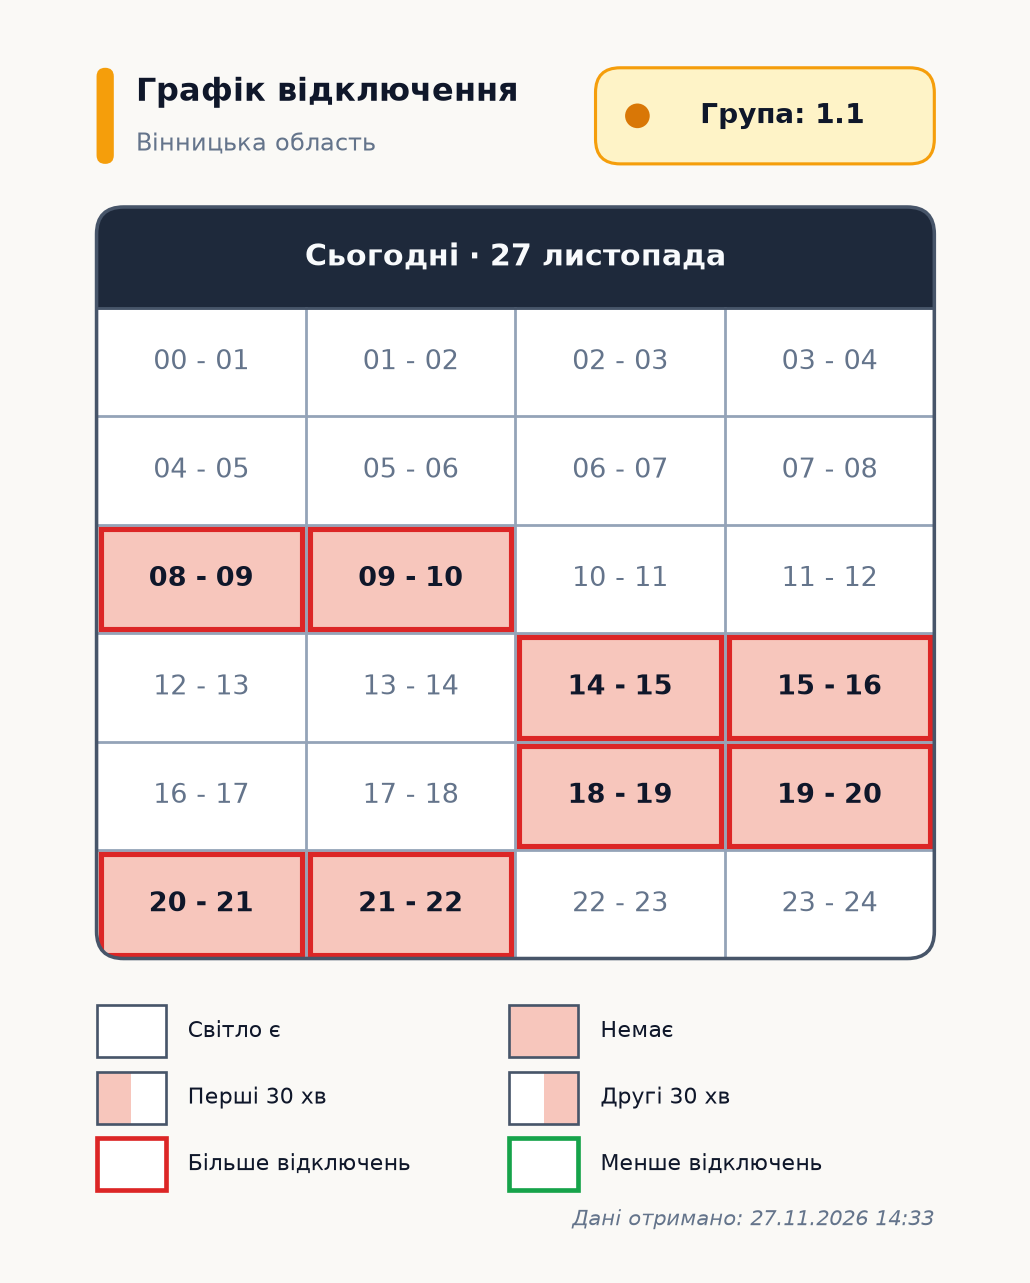 Графік відключення
Вінницька область
Група: 1.1
Сьогодні · 27 листопада
00 - 01 01 - 02 02 - 03 03 - 04
04 - 05 05 - 06 06 - 07 07 - 08
08 - 09 09 - 10 10 - 11 11 - 12
12 - 13 13 - 14 14 - 15 15 - 16
16 - 17 17 - 18 18 - 19 19 - 20
20 - 21 21 - 22 22 - 23 23 - 24
Світло є Немає
Перші 30 хв Другі 30 хв
Більше відключень Менше відключень
Дані отримано: 27.11.2026 14:33